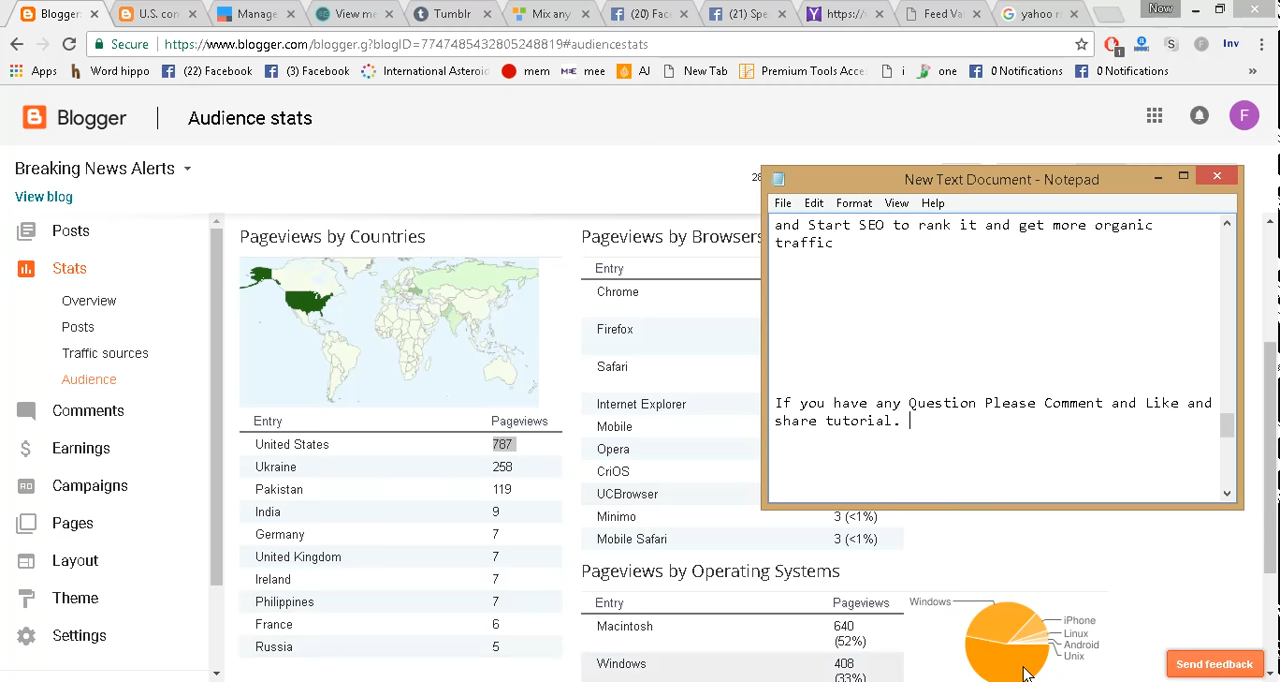 Blogger
U.S. con
Manage
View me
Tum
Mix any
(20) Fac
(21) Spe
https://
Feed Va
yahoo r
Now
Secure
https://www.blogger.com/blogger.g?blogID=7747485432805248819#audiencestats
1
S
F
Inv
Apps
Word hippo
(22) Facebook
(3) Facebook
International Asteroid
mem
mee
AI
New Tab
Premium Tools Acce
i
one
0 Notifications
0 Notifications
»
Blogger
Audience stats
F
Breaking News Alerts
View blog
Posts
Stats
Overview
Posts
Traffic sources
Audience
Comments
Earnings
Campaigns
Pages
Layout
Theme
Settings
Pageviews by Countries
Entry Pageviews
United States 787
Ukraine 258
Pakistan 119
India 9
Germany 7
United Kingdom 7
Ireland 7
Philippines 7
France 6
Russia 5
Pageviews by Browsers
Entry
Chrome
Firefox
Safari
Internet Explorer
Mobile
Opera
CriOS
UCBrowser
Minimo 3 (<1%)
Mobile Safari 3 (<1%)
Pageviews by Operating Systems
Entry Pageviews
Macintosh 640
(52%)
Windows 408
(33%)
Windows
iPhone
Linux
Android
Unix
New Text Document - Notepad
File Edit Format View Help
and Start SEO to rank it and get more organic
traffic
If you have any Question Please Comment and Like and
share tutorial.
Send feedback